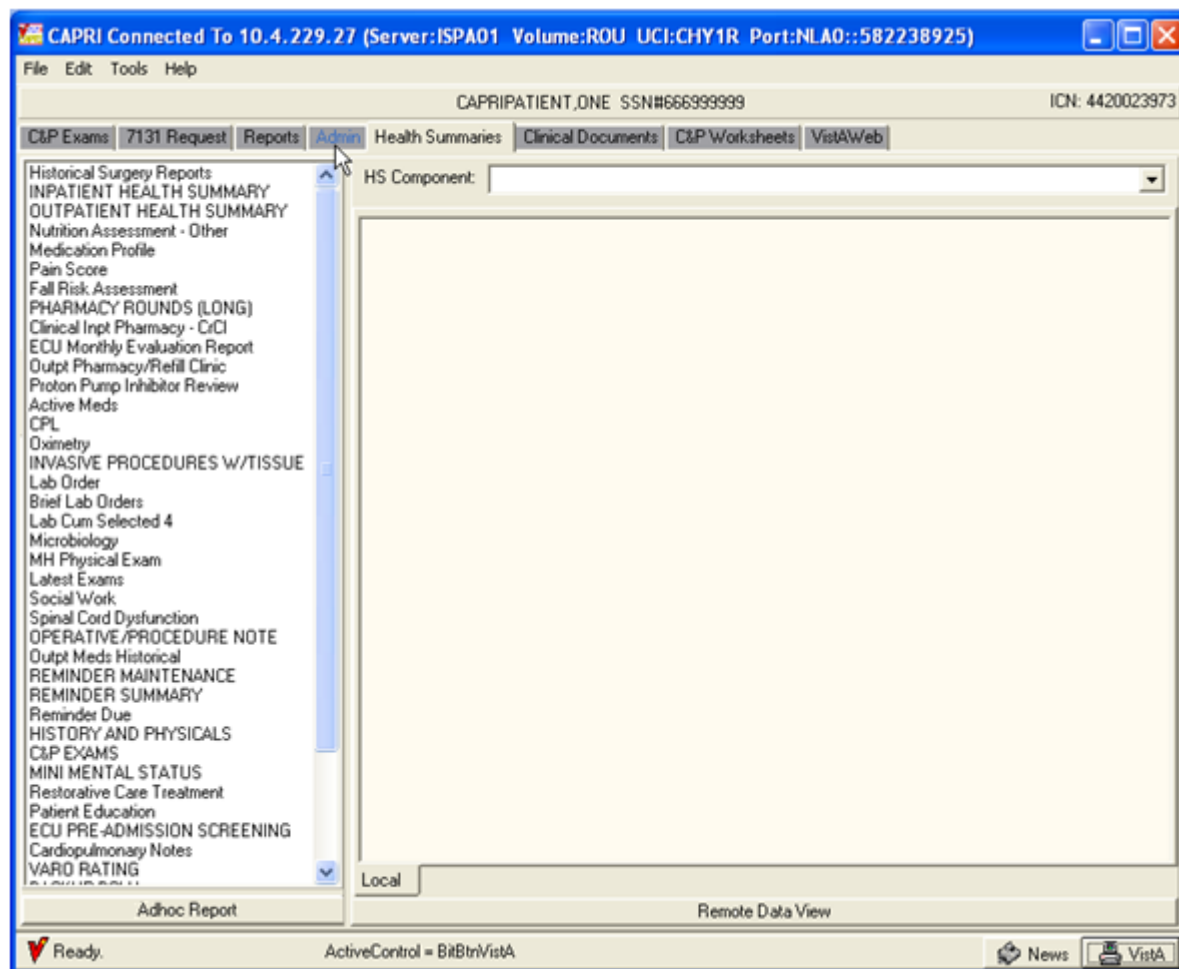 CAPRI Connected To 10.4.229.27 (Server:ISPA01 Volume:ROU UCI:CHY1R Port:NLA0::582238925)
File Edit Tools Help
CAPRIPATIENT,ONE SSN#666999999 ICN: 4420023973
C&P Exams 7131 Request Reports Admin Health Summaries Clinical Documents C&P Worksheets VistAWeb
HS Component:
Historical Surgery Reports
INPATIENT HEALTH SUMMARY
OUTPATIENT HEALTH SUMMARY
Nutrition Assessment - Other
Medication Profile
Pain Score
Fall Risk Assessment
PHARMACY ROUNDS (LONG)
Clinical Inpt Pharmacy - CrCl
ECU Monthly Evaluation Report
Outpt Pharmacy/Refill Clinic
Proton Pump Inhibitor Review
Active Meds
CPL
Oximetry
INVASIVE PROCEDURES W/TISSUE
Lab Order
Brief Lab Orders
Lab Cum Selected 4
Microbiology
MH Physical Exam
Latest Exams
Social Work
Spinal Cord Dysfunction
OPERATIVE/PROCEDURE NOTE
Outpt Meds Historical
REMINDER MAINTENANCE
REMINDER SUMMARY
Reminder Due
HISTORY AND PHYSICALS
C&P EXAMS
MINI MENTAL STATUS
Restorative Care Treatment
Patient Education
ECU PRE-ADMISSION SCREENING
Cardiopulmonary Notes
VARO RATING
Local
Adhoc Report Remote Data View
Ready. ActiveControl = BitBtnVistA News VistA